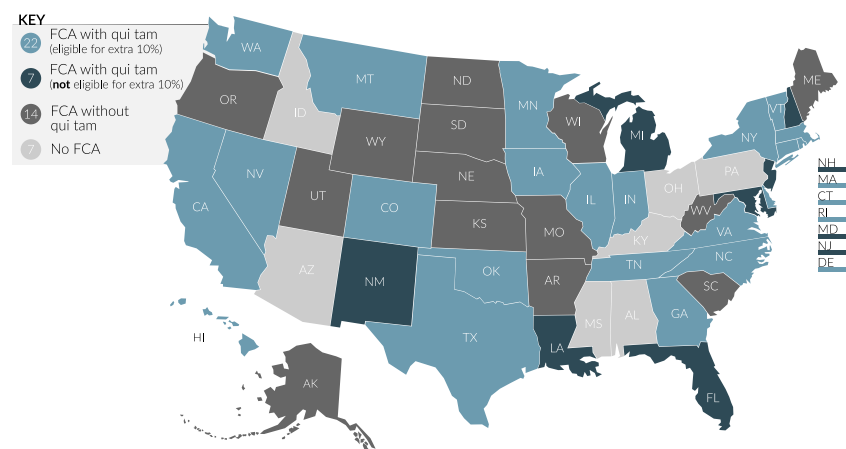 KEY
22 FCA with qui tam
(eligible for extra 10%)
7 FCA with qui tam
(not eligible for extra 10%)
14 FCA without
qui tam
7 No FCA
WA
MT
ND
MN
ME
OR
ID
SD
WI
MI
VT
NY
WY
NE
IA
PA
NV
UT
CO
IL
IN
OH
WV
CA
KS
MO
KY
VA
AZ
NM
OK
AR
TN
NC
SC
TX
LA
MS
AL
GA
HI
AK
FL
NH
MA
CT
RI
MD
NJ
DE